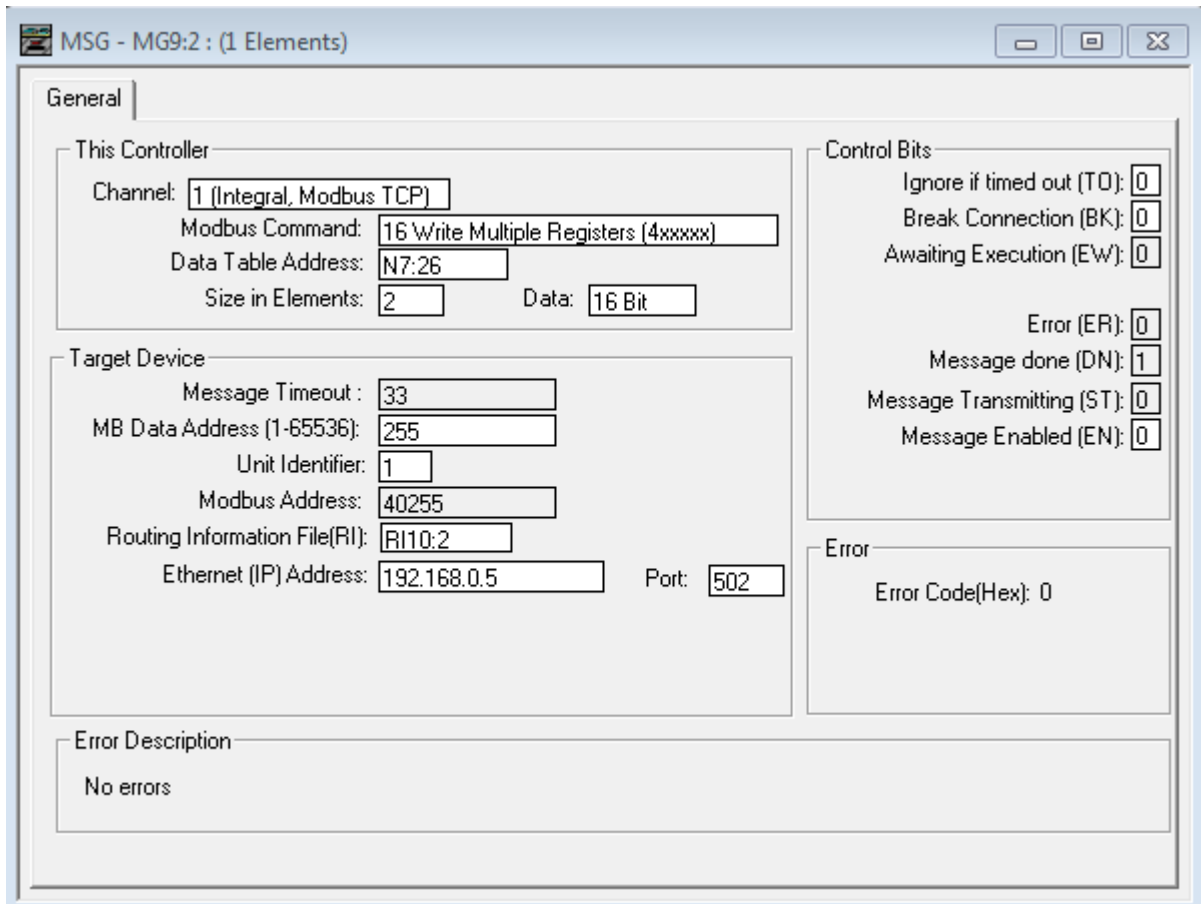 MSG - MG9:2 : (1 Elements)
General
This Controller
Channel: 1 (Integral, Modbus TCP)
Modbus Command: 16 Write Multiple Registers (4xxxxx)
Data Table Address: N7:26
Size in Elements: 2 Data: 16 Bit
Target Device
Message Timeout : 33
MB Data Address (1-65536): 255
Unit Identifier: 1
Modbus Address: 40255
Routing Information File(RI): RI10:2
Ethernet (IP) Address: 192.168.0.5 Port: 502
Control Bits
Ignore if timed out (TO): 0
Break Connection (BK): 0
Awaiting Execution (EW): 0
Error (ER): 0
Message done (DN): 1
Message Transmitting (ST): 0
Message Enabled (EN): 0
Error
Error Code(Hex): 0
Error Description
No errors